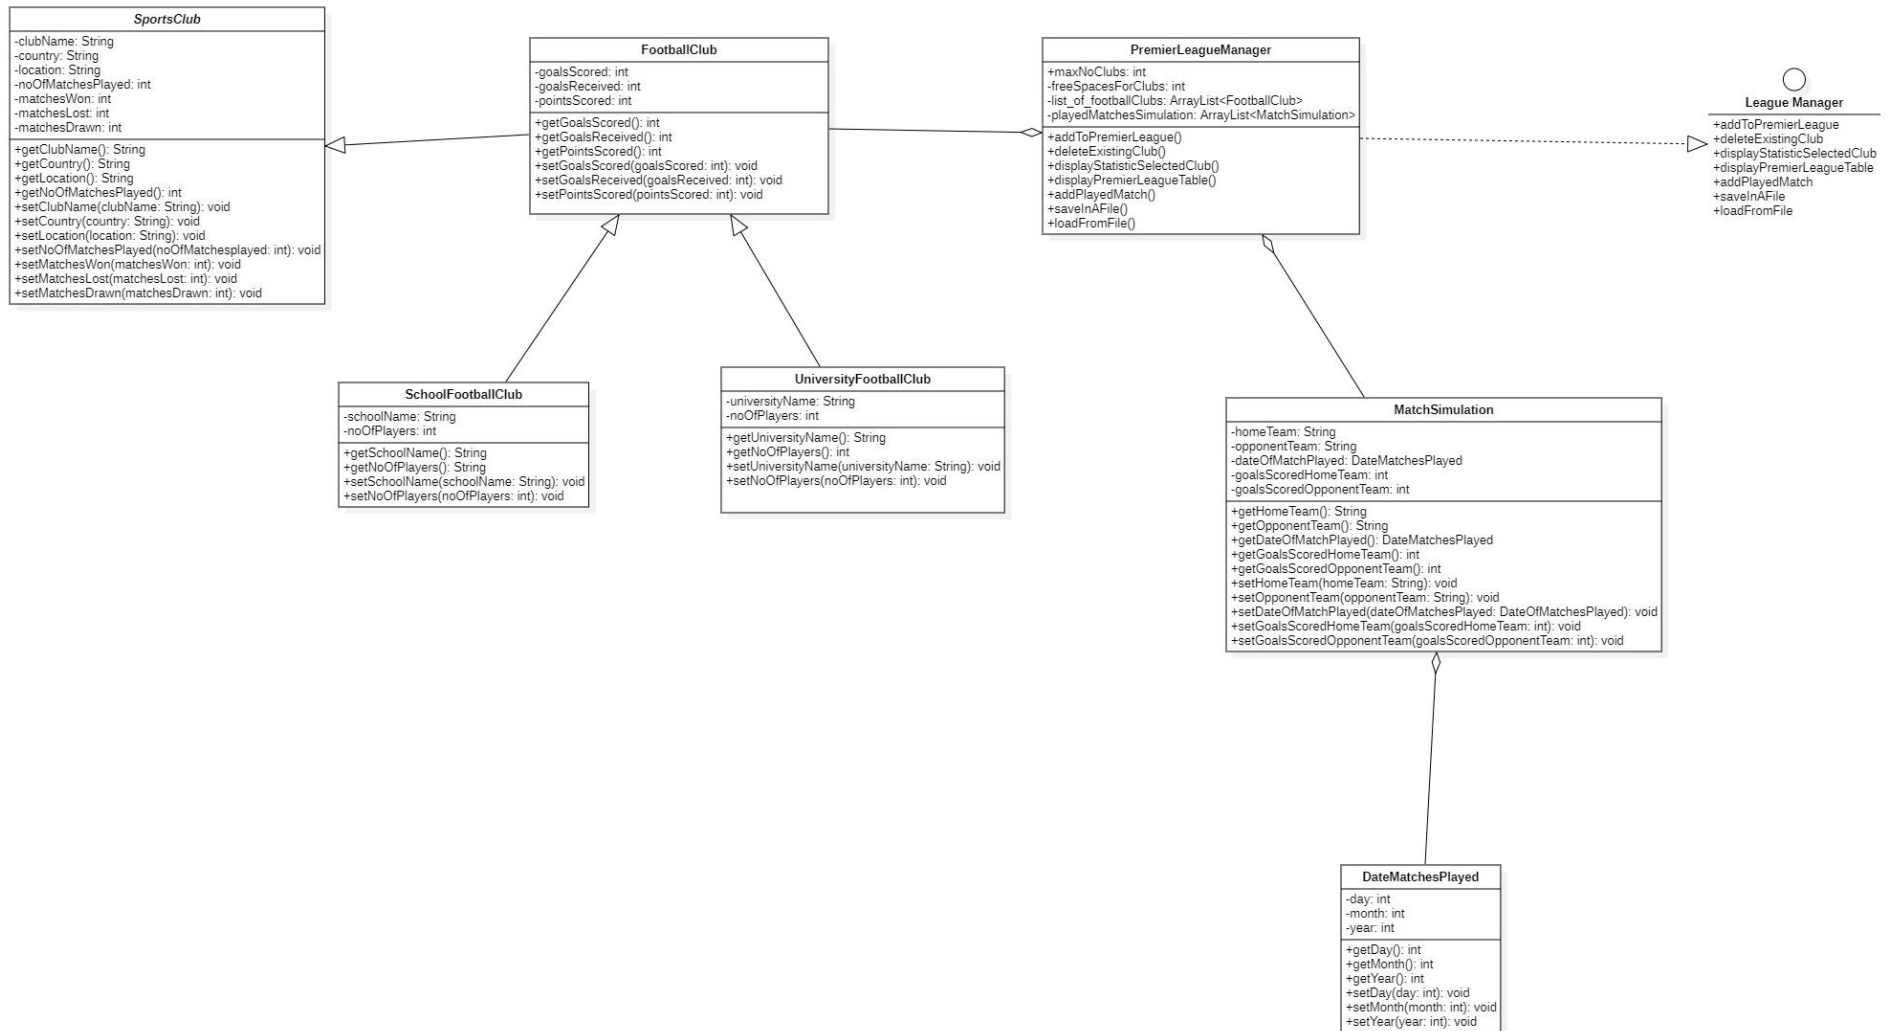 SportsClub
-clubName: String
-country: String
-location: String
-noOfMatchesPlayed: int
-matchesWon: int
-matchesLost: int
-matchesDrawn: int
+getClubName(): String
+getCountry(): String
+getLocation(): String
+getNoOfMatchesPlayed(): int
+setClubName(clubName: String): void
+setCountry(country: String): void
+setLocation(location: String): void
+setNoOfMatchesPlayed(noOfMatchesplayed: int): void
+setMatchesWon(matchesWon: int): void
+setMatchesLost(matchesLost: int): void
+setMatchesDrawn(matchesDrawn: int): void
FootballClub
-goalsScored: int
-goalsReceived: int
-pointsScored: int
+getGoalsScored(): int
+getGoalsReceived(): int
+getPointsScored(): int
+setGoalsScored(goalsScored: int): void
+setGoalsReceived(goalsReceived: int): void
+setPointsScored(pointsScored: int): void
PremierLeagueManager
+maxNoClubs: int
-freeSpacesForClubs: int
-list_of_footballClubs: ArrayList<FootballClub>
-playedMatchesSimulation: ArrayList<MatchSimulation>
+addToPremierLeague()
+deleteExistingClub()
+displayStatisticSelectedClub()
+displayPremierLeagueTable()
+addPlayedMatch()
+saveInAFile()
+loadFromFile()
League Manager
+addToPremierLeague
+deleteExistingClub
+displayStatisticSelectedClub
+displayPremierLeagueTable
+addPlayedMatch
+saveInAFile
+loadFromFile
SchoolFootballClub
-schoolName: String
-noOfPlayers: int
+getSchoolName(): String
+getNoOfPlayers(): String
+setSchoolName(schoolName: String): void
+setNoOfPlayers(noOfPlayers: int): void
UniversityFootballClub
-universityName: String
-noOfPlayers: int
+getUniversityName(): String
+getNoOfPlayers(): int
+setUniversityName(universityName: String): void
+setNoOfPlayers(noOfPlayers: int): void
MatchSimulation
-homeTeam: String
-opponentTeam: String
-dateOfMatchPlayed: DateMatchesPlayed
-goalsScoredHomeTeam: int
-goalsScoredOpponentTeam: int
+getHomeTeam(): String
+getOpponentTeam(): String
+getDateOfMatchPlayed(): DateMatchesPlayed
+getGoalsScoredHomeTeam(): int
+getGoalsScoredOpponentTeam(): int
+setHomeTeam(homeTeam: String): void
+setOpponentTeam(opponentTeam: String): void
+setDateOfMatchPlayed(dateOfMatchesPlayed: DateOfMatchesPlayed): void
+setGoalsScoredHomeTeam(goalsScoredHomeTeam: int): void
+setGoalsScoredOpponentTeam(goalsScoredOpponentTeam: int): void
DateMatchesPlayed
-day: int
-month: int
-year: int
+getDay(): int
+getMonth(): int
+getYear(): int
+setDay(day: int): void
+setMonth(month: int): void
+setYear(year: int): void